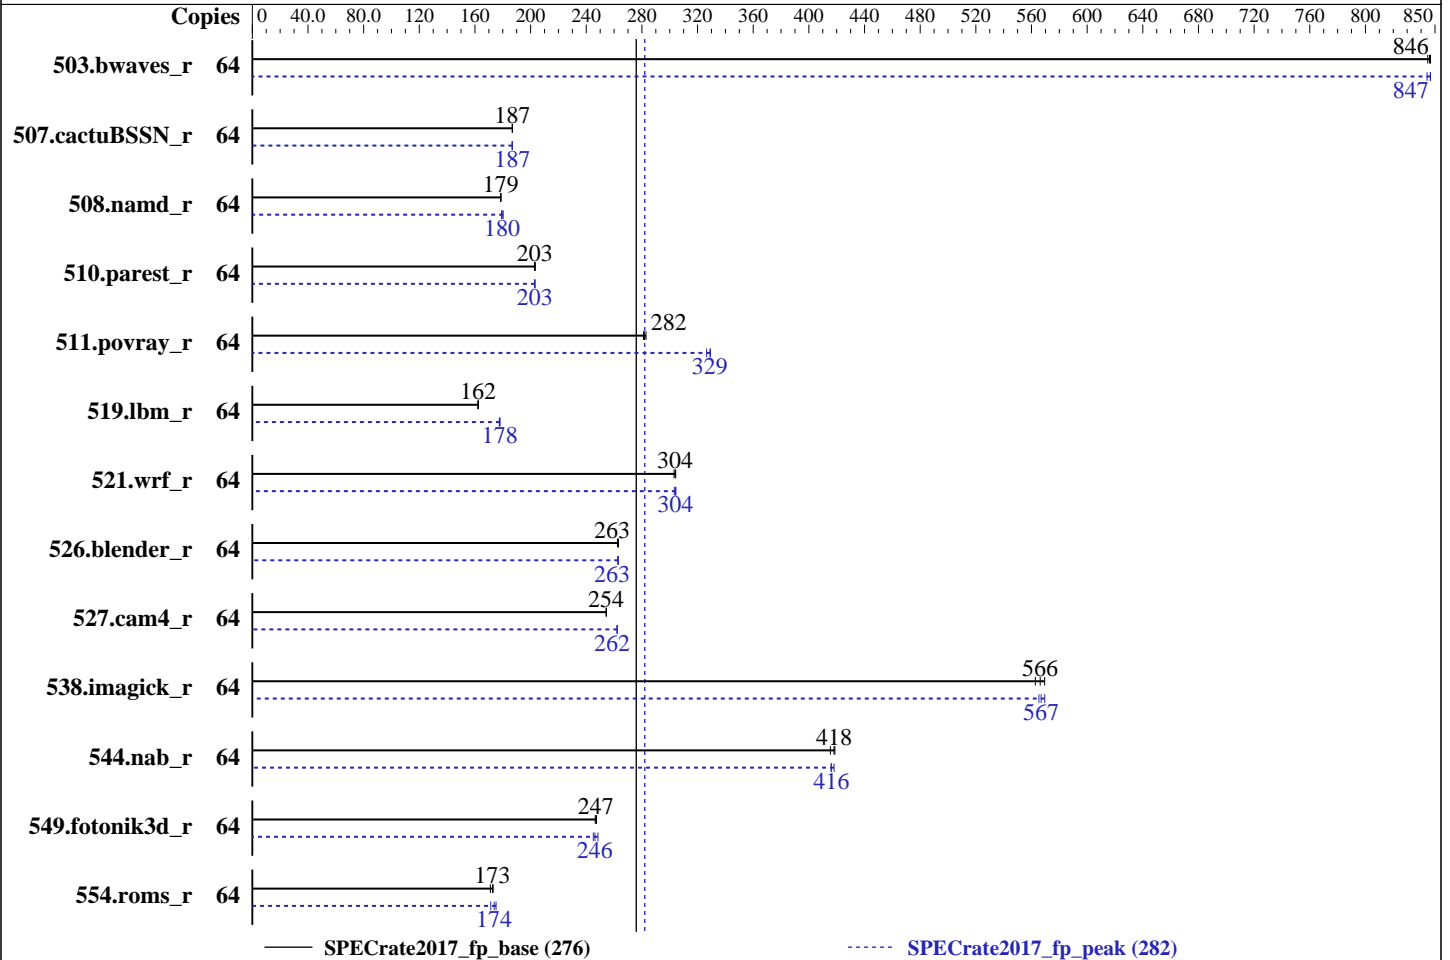 Copies 0 40.0 80.0 120 160 200 240 280 320 360 400 440 480 520 560 600 640 680 720 760 800 850
846
503.bwaves_r 64
847
187
507.cactuBSSN_r 64
187
179
508.namd_r 64
180
203
510.parest_r 64
203
282
511.povray_r 64
329
162
519.lbm_r 64
178
304
521.wrf_r 64
304
263
526.blender_r 64
263
254
527.cam4_r 64
262
566
538.imagick_r 64
567
418
544.nab_r 64
416
247
549.fotonik3d_r 64
246
173
554.roms_r 64
174
SPECrate2017_fp_base (276) SPECrate2017_fp_peak (282)